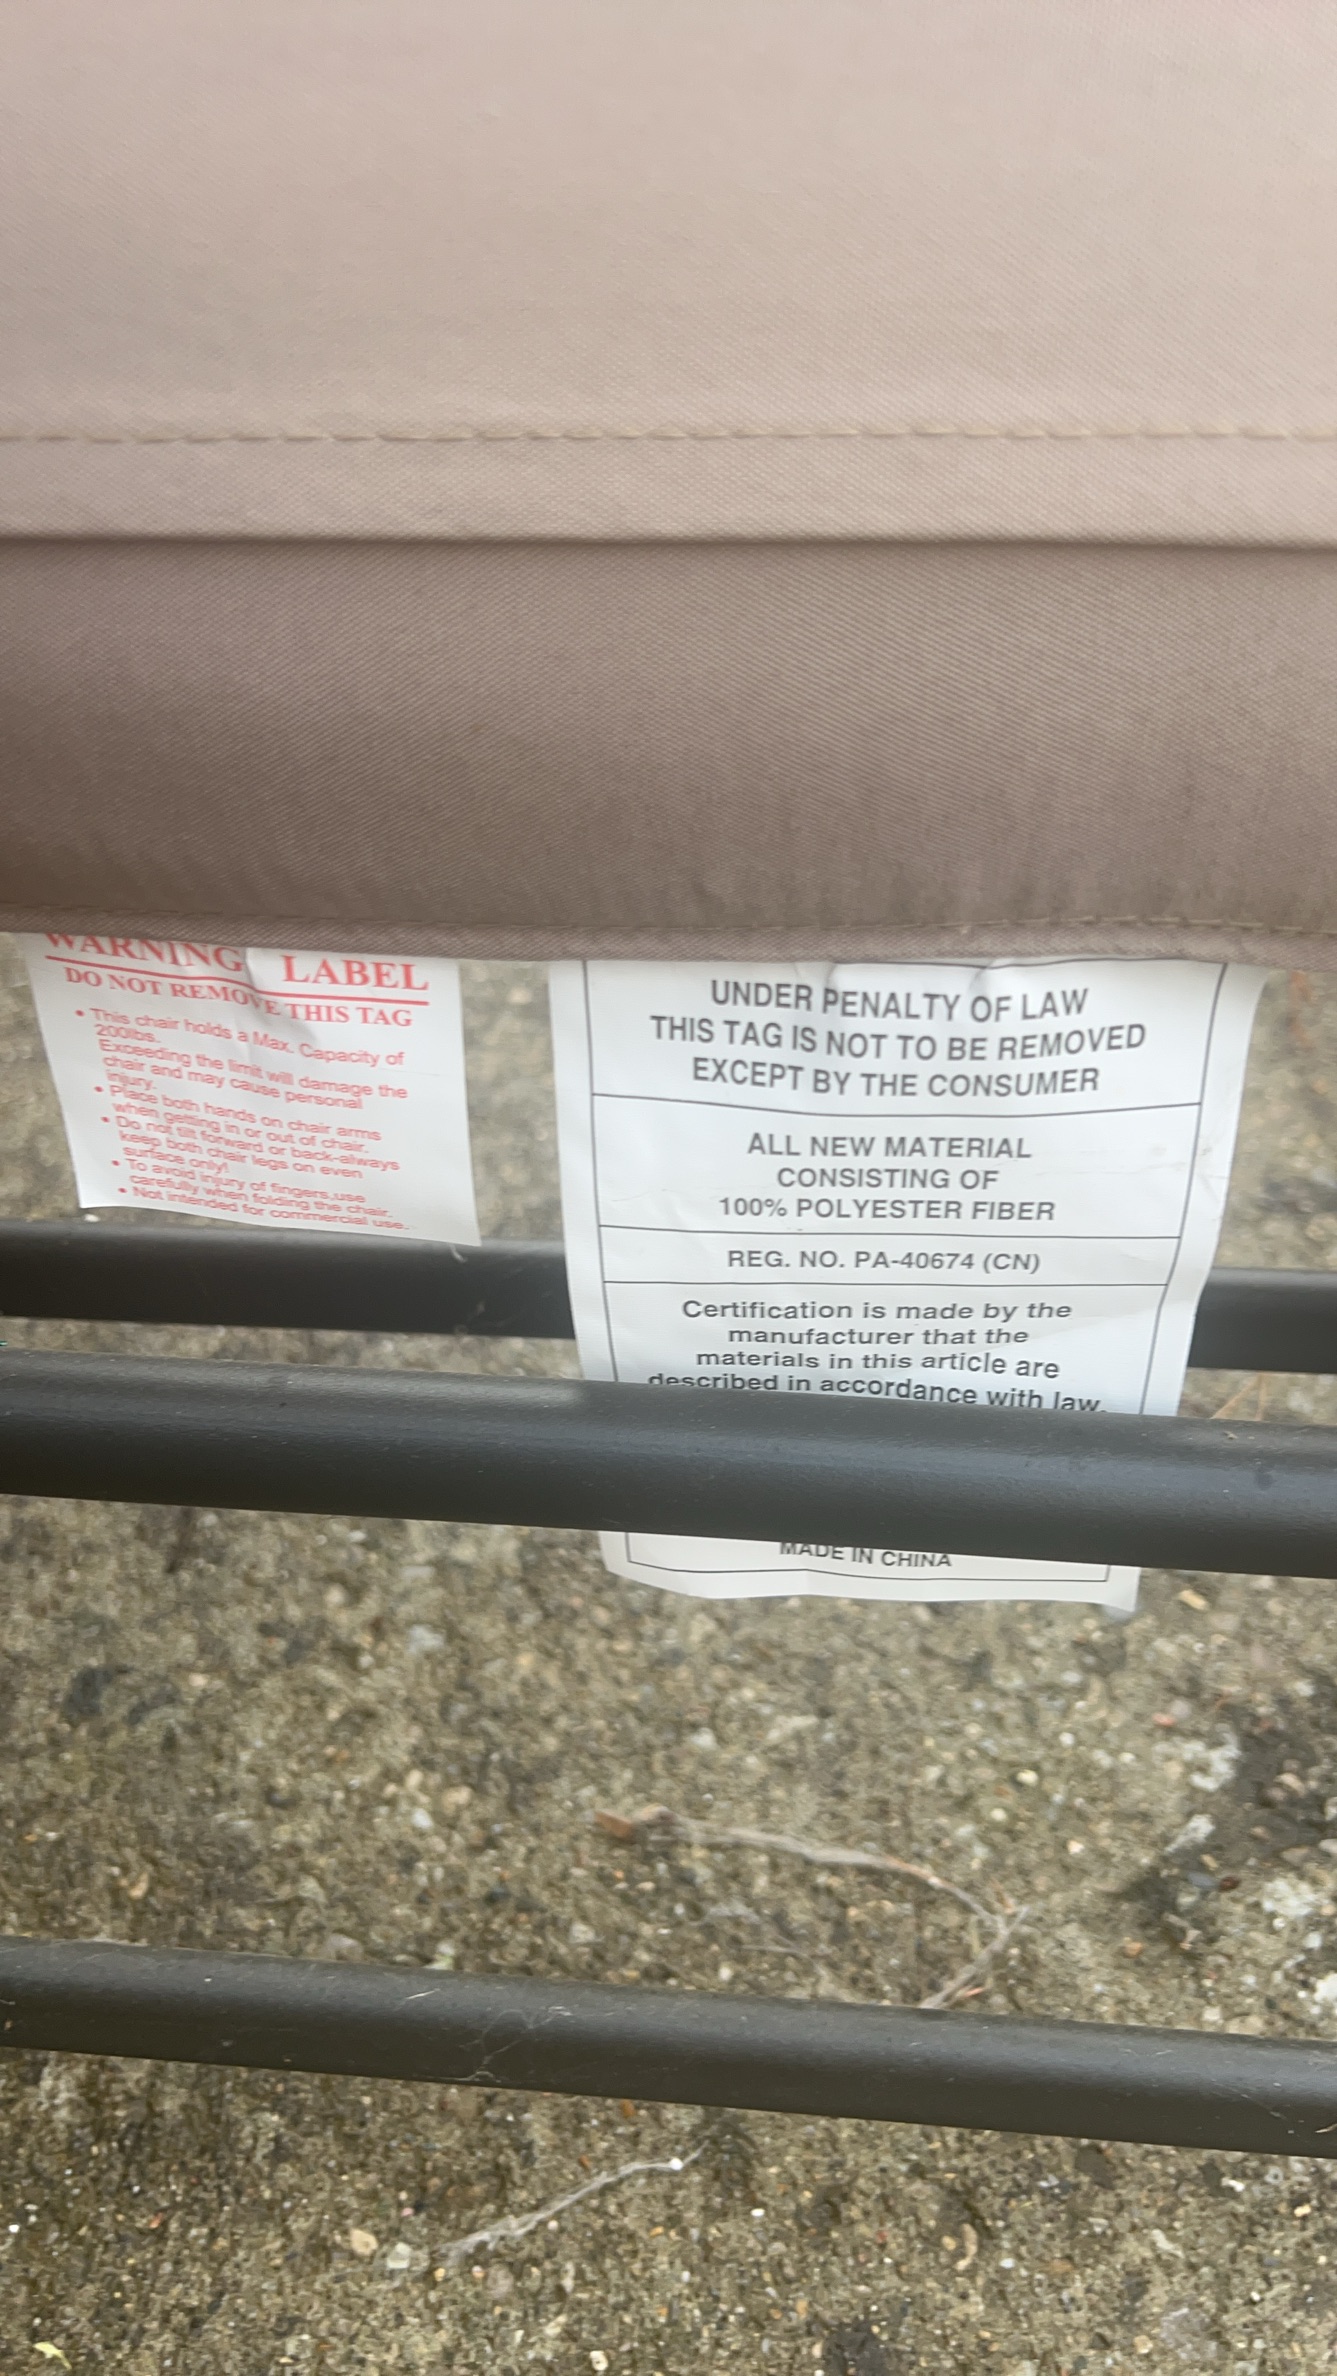 WARNING LABEL
DO NOT REMOVE THIS TAG
• This chair holds a Max. Capacity of
200lbs.
Exceeding the limit will damage the
chair and may cause personal
injury.
• Place both hands on chair arms
when getting in or out of chair.
• Do not tilt forward or back-always
keep both chair legs on even
surface only!
• To avoid injury of fingers,use
carefully when folding the chair.
• Not intended for commercial use.
UNDER PENALTY OF LAW
THIS TAG IS NOT TO BE REMOVED
EXCEPT BY THE CONSUMER
ALL NEW MATERIAL
CONSISTING OF
100% POLYESTER FIBER
REG. NO. PA-40674 (CN)
Certification is made by the
manufacturer that the
materials in this article are
described in accordance with law.
MADE IN CHINA